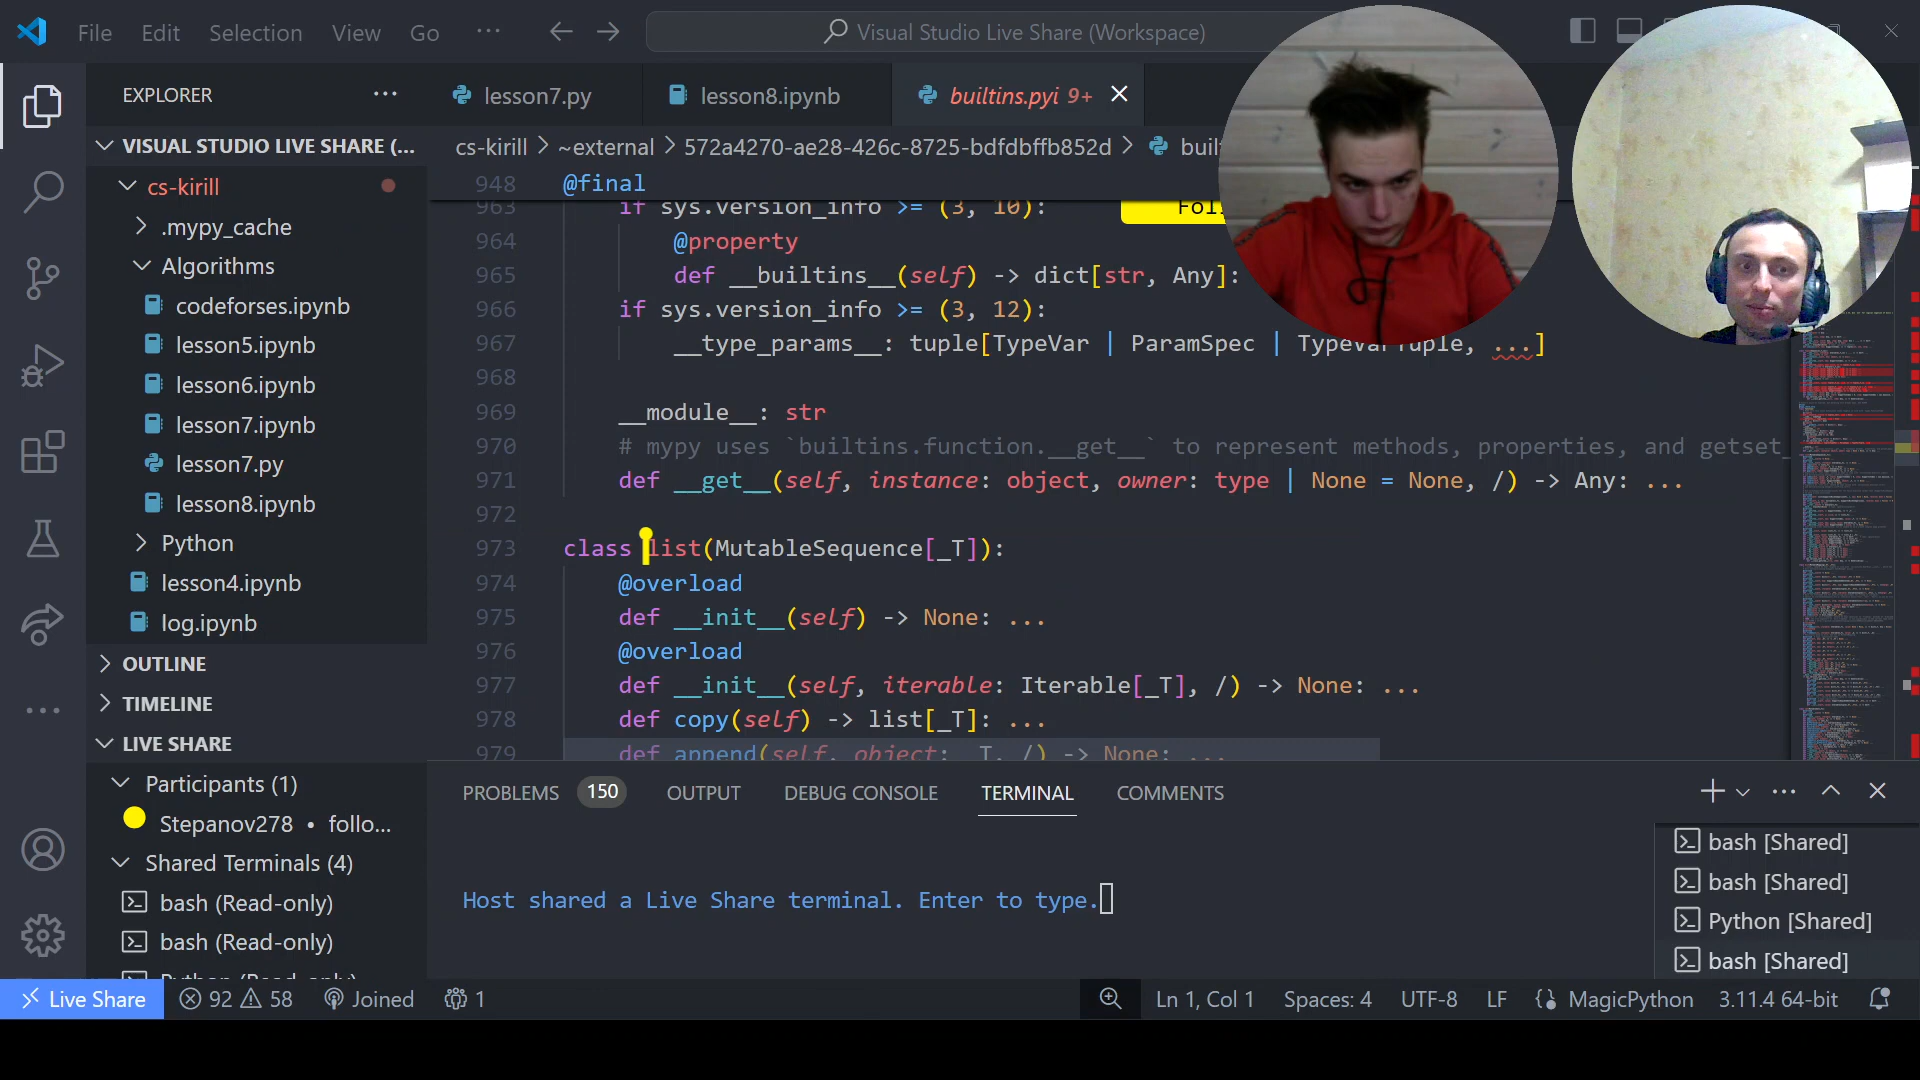 File Edit Selection View Go ··· Visual Studio Live Share (Workspace)
EXPLORER ···
lesson7.py lesson8.ipynb builtins.pyi 9+
VISUAL STUDIO LIVE SHARE (...
cs-kirill > ~external > 572a4270-ae28-426c-8725-bdfdbffb852d >
cs-kirill
.mypy_cache
Algorithms
codeforses.ipynb
lesson5.ipynb
lesson6.ipynb
lesson7.ipynb
lesson7.py
lesson8.ipynb
Python
lesson4.ipynb
log.ipynb
OUTLINE
TIMELINE
LIVE SHARE
Participants (1)
Stepanov278 • follo...
Shared Terminals (4)
bash (Read-only)
bash (Read-only)
948 @final
963 if sys.version_info >= (3, 10):
964 @property
965 def __builtins__(self) -> dict[str, Any]:
966 if sys.version_info >= (3, 12):
967 __type_params__: tuple[TypeVar | ParamSpec | TypeVarTuple, ...]
968
969 __module__: str
970 # mypy uses `builtins.function.__get__` to represent methods, properties, and getset_
971 def __get__(self, instance: object, owner: type | None = None, /) -> Any: ...
972
973 class list(MutableSequence[_T]):
974 @overload
975 def __init__(self) -> None: ...
976 @overload
977 def __init__(self, iterable: Iterable[_T], /) -> None: ...
978 def copy(self) -> list[_T]: ...
979 def append(self, object: _T, /) -> None: ...
PROBLEMS 150 OUTPUT DEBUG CONSOLE TERMINAL COMMENTS
Host shared a Live Share terminal. Enter to type.
bash [Shared]
bash [Shared]
Python [Shared]
bash [Shared]
Live Share 92 58 Joined 1 Ln 1, Col 1 Spaces: 4 UTF-8 LF MagicPython 3.11.4 64-bit